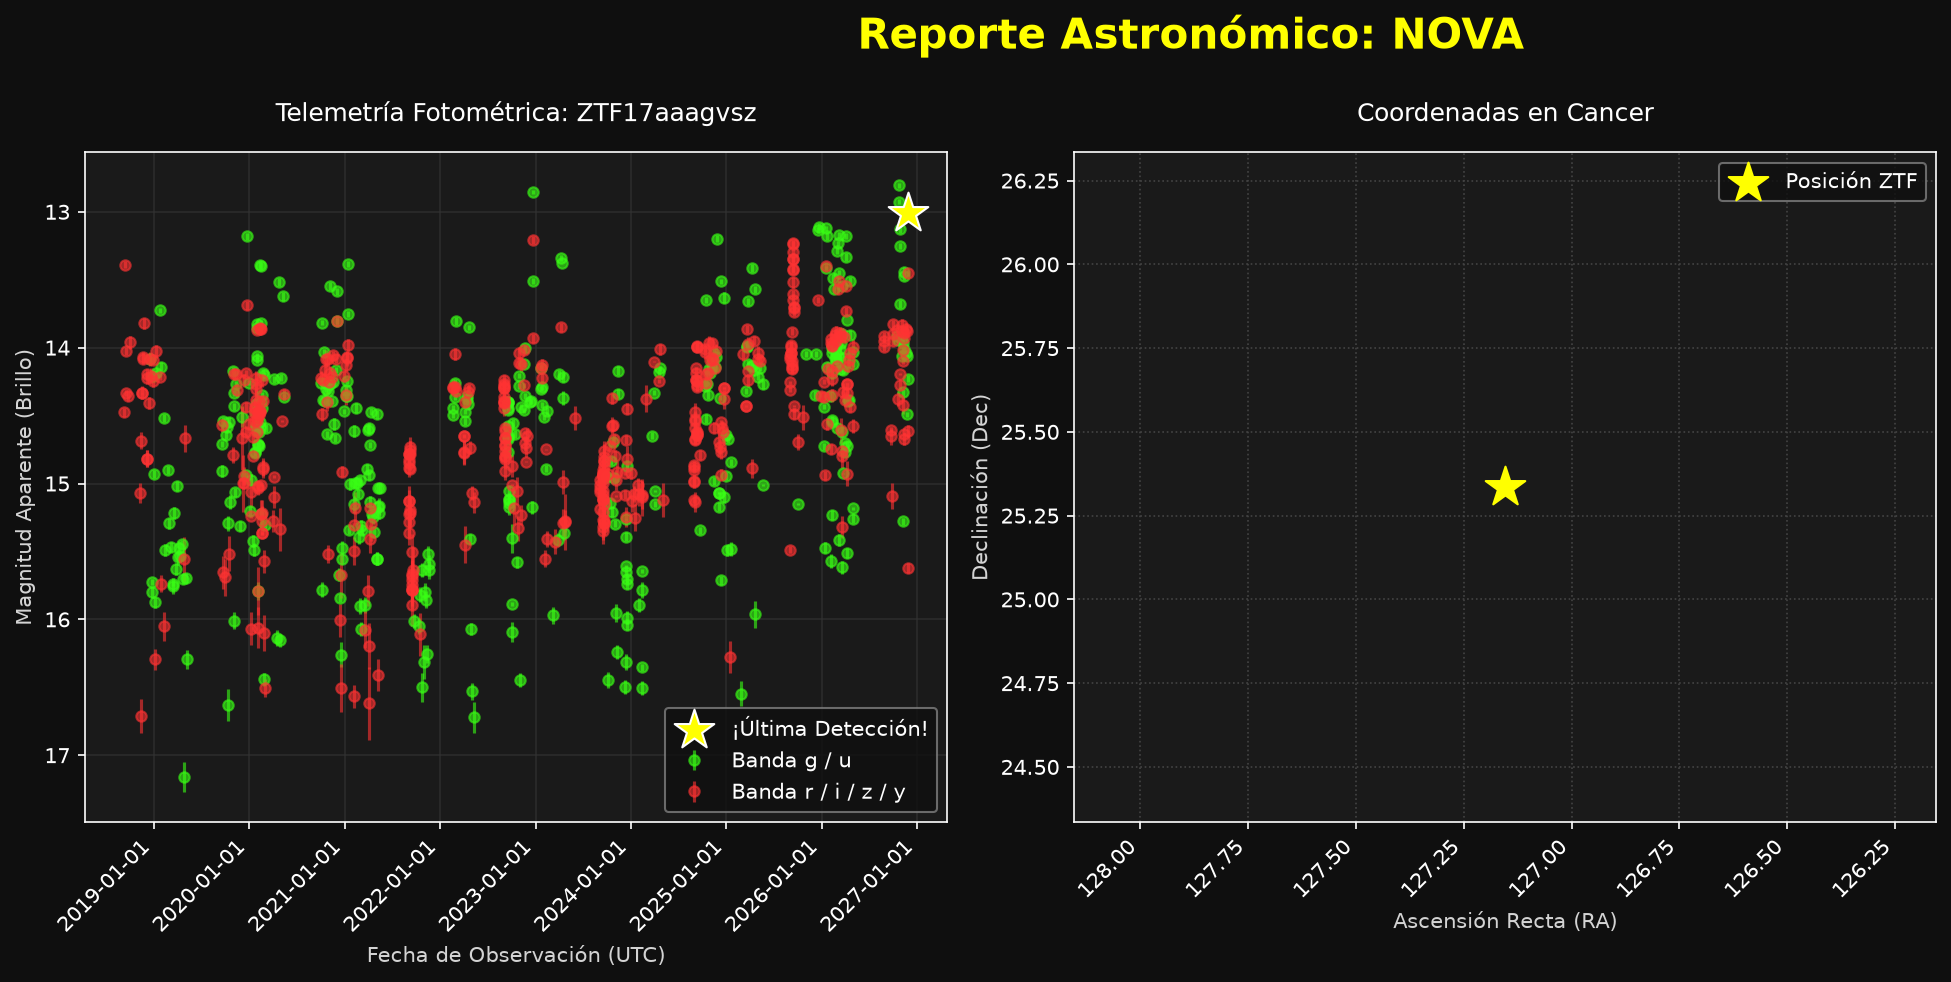 Reporte Astronómico: NOVA
Telemetría Fotométrica: ZTF17aaagvsz
Magnitud Aparente (Brillo)
13
14
15
16
17
¡Última Detección!
Banda g / u
Banda r / i / z / y
2019-01-01
2020-01-01
2021-01-01
2022-01-01
2023-01-01
2024-01-01
2025-01-01
2026-01-01
2027-01-01
Fecha de Observación (UTC)
Coordenadas en Cancer
Declinación (Dec)
26.25
26.00
25.75
25.50
25.25
25.00
24.75
24.50
Posición ZTF
128.00
127.75
127.50
127.25
127.00
126.75
126.50
126.25
Ascensión Recta (RA)